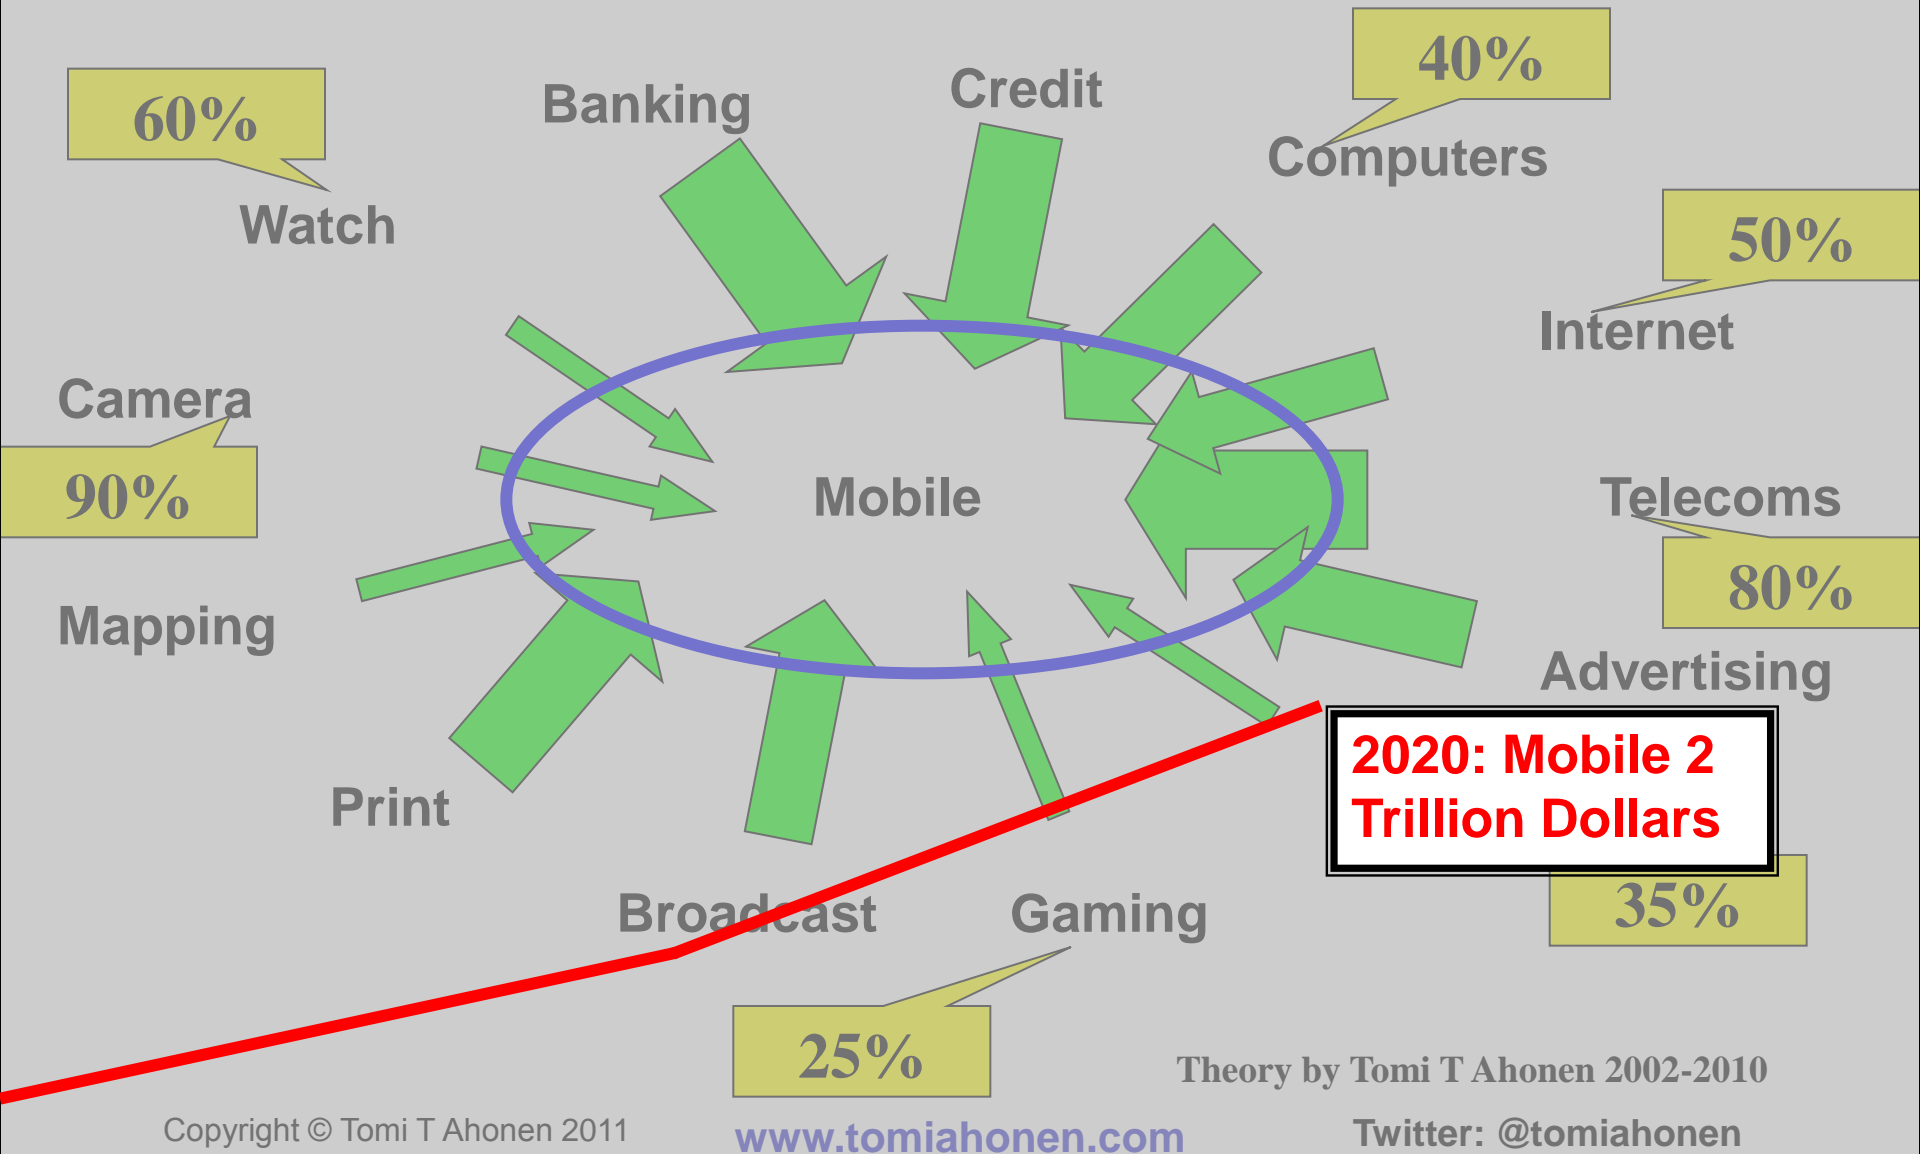 40%
60%
Banking
Credit
Computers
Watch
50%
Internet
Camera
90%
Mobile
Telecoms
80%
Mapping
Advertising
2020: Mobile 2
Trillion Dollars
Print
35%
Broadcast
Gaming
25%
Theory by Tomi T Ahonen 2002-2010
Copyright © Tomi T Ahonen 2011
www.tomiahonen.com
Twitter: @tomiahonen